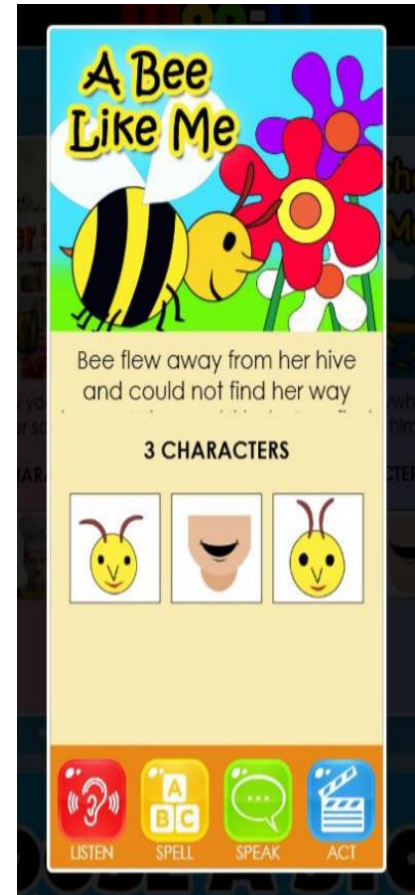 A Bee
Like Me
Bee flew away from her hive
and could not find her way
3 CHARACTERS
A
B C
LISTEN
SPELL
SPEAK
ACT